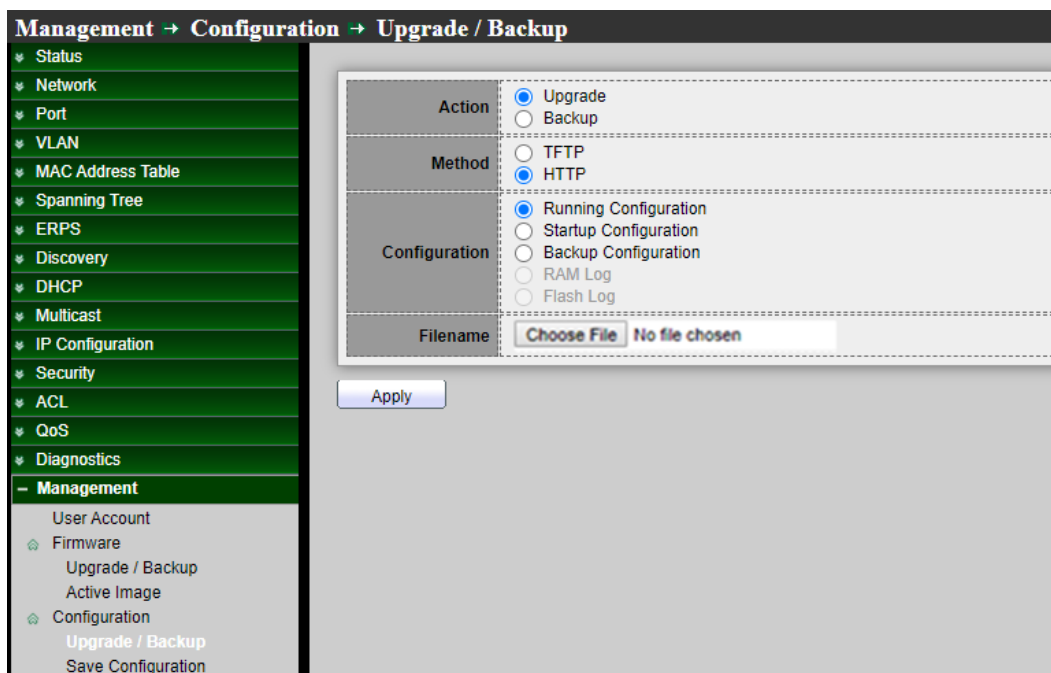 Management → Configuration → Upgrade / Backup
Status
Network
Port
VLAN
MAC Address Table
Spanning Tree
ERPS
Discovery
DHCP
Multicast
IP Configuration
Security
ACL
QoS
Diagnostics
Management
User Account
Firmware
Upgrade / Backup
Active Image
Configuration
Upgrade / Backup
Save Configuration
Action
Upgrade
Backup
Method
TFTP
HTTP
Configuration
Running Configuration
Startup Configuration
Backup Configuration
RAM Log
Flash Log
Filename
Choose File No file chosen
Apply